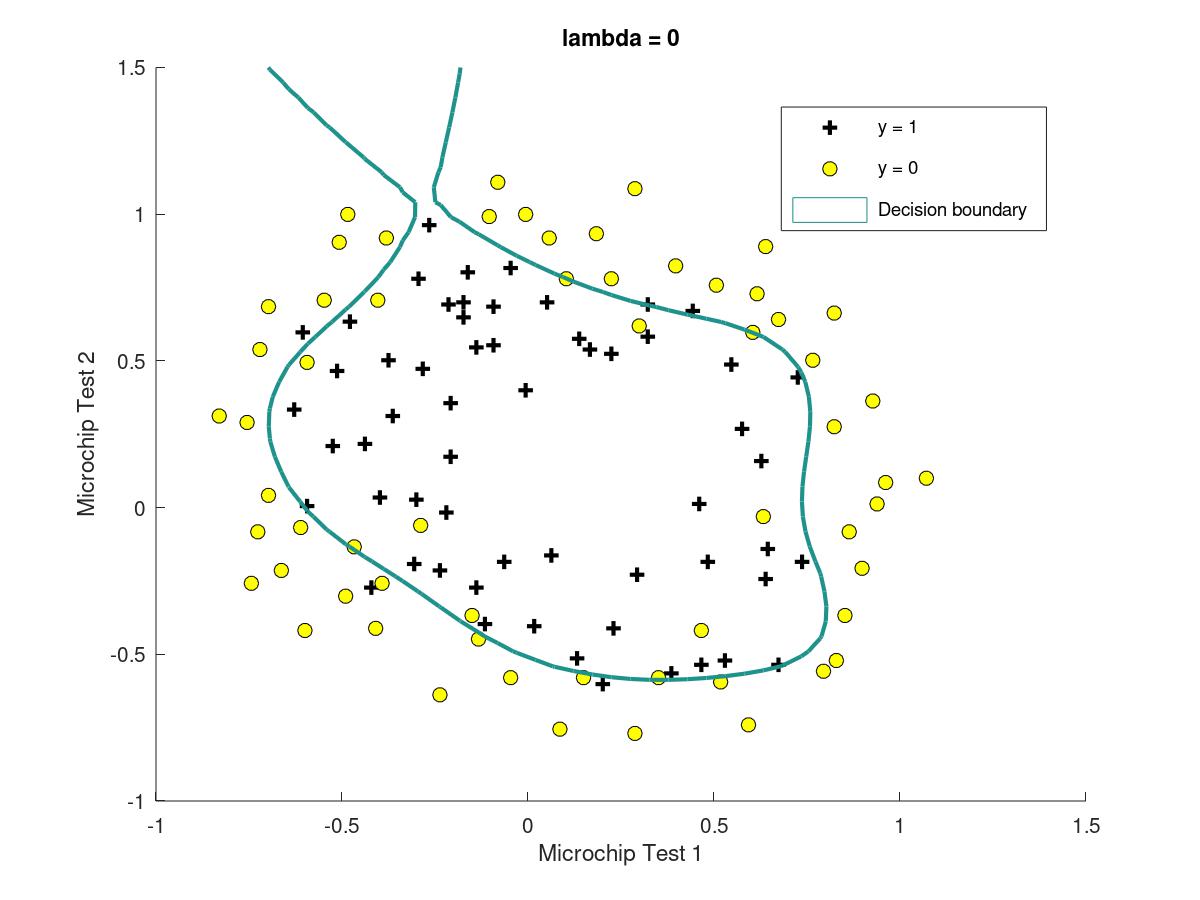 lambda = 0
1.5
y = 1
y = 0
Decision boundary
1
0.5
Microchip Test 2
0
-0.5
-1
-1 -0.5 0 0.5 1 1.5
Microchip Test 1